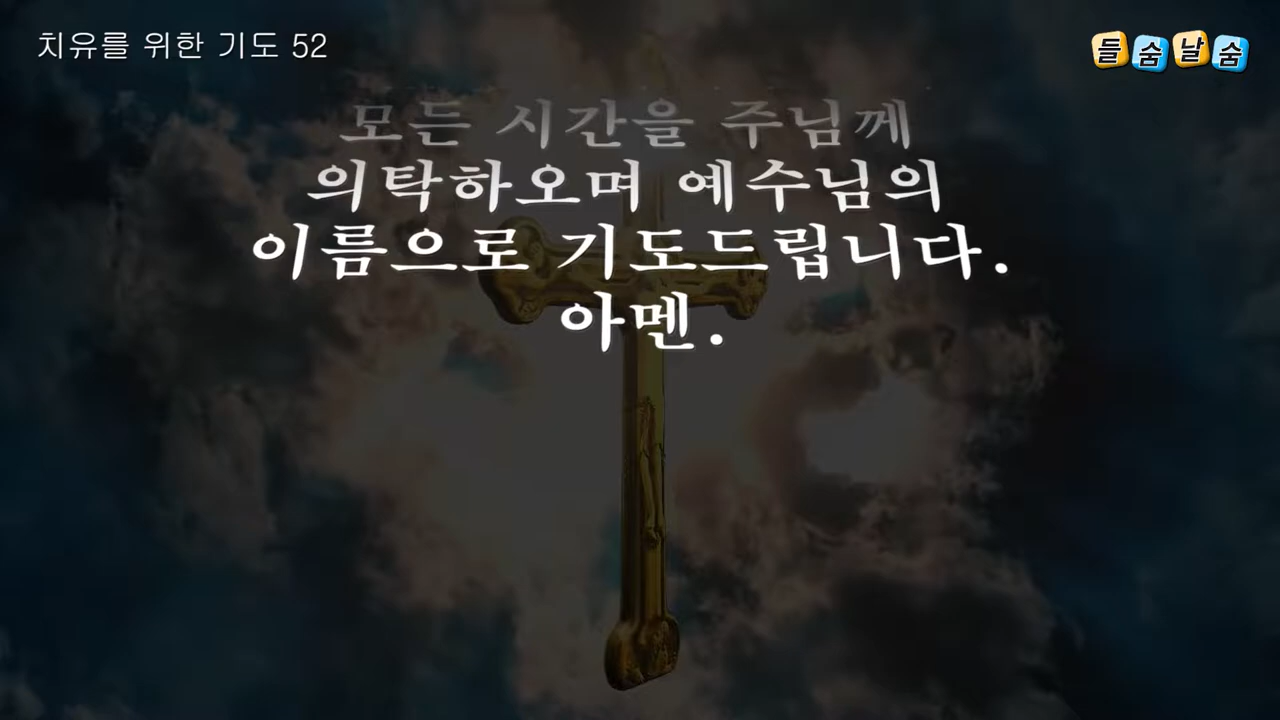 치유를 위한 기도 52
들숨날숨
모든 시간을 주님께
의탁하오며 예수님의
이름으로 기도드립니다.
아멘.